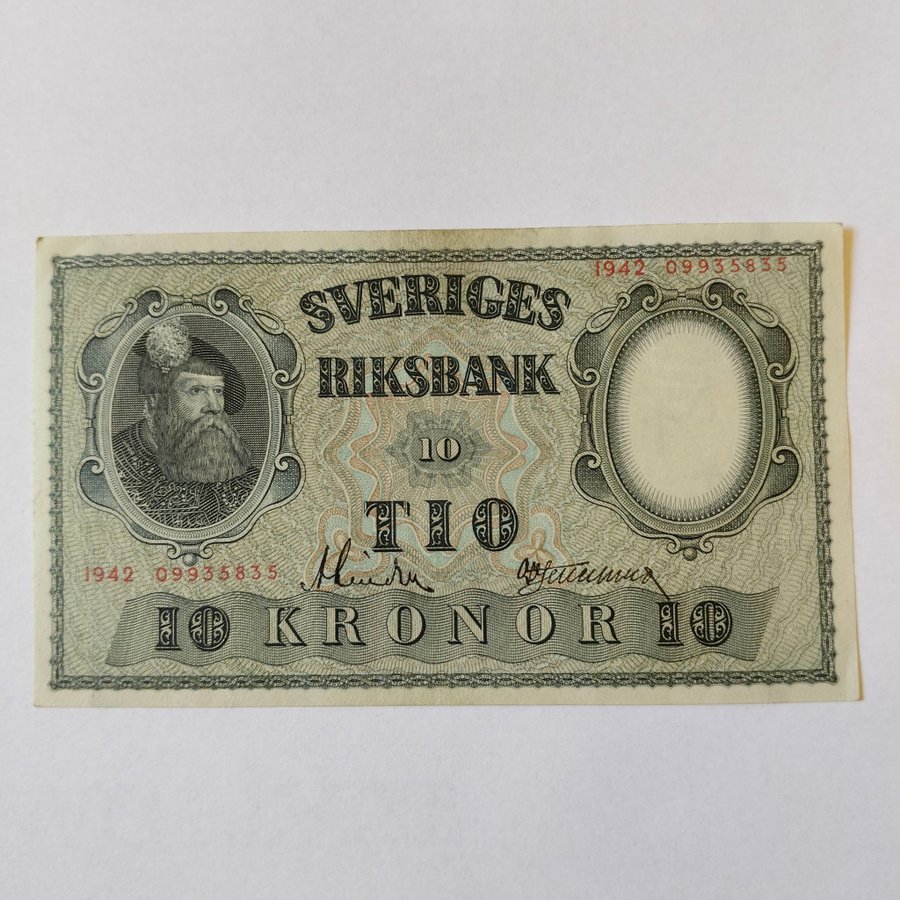 1942 09935835
SVERIGES
RIKSBANK
10
TIO
1942 09935835
10 KRONOR 10